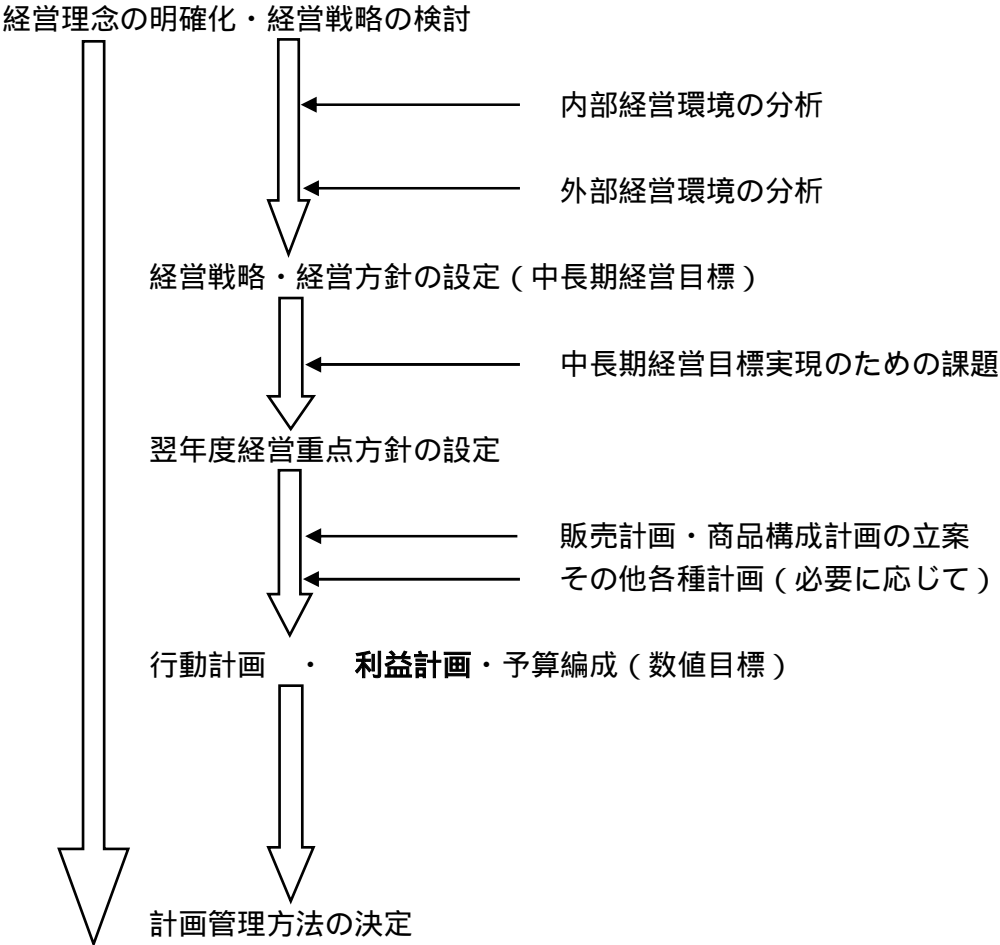 経営理念の明確化・経営戦略の検討
内部経営環境の分析
外部経営環境の分析
経営戦略・経営方針の設定（中長期経営目標）
中長期経営目標実現のための課題
翌年度経営重点方針の設定
販売計画・商品構成計画の立案
その他各種計画（必要に応じて）
行動計画　・　利益計画・予算編成（数値目標）
計画管理方法の決定